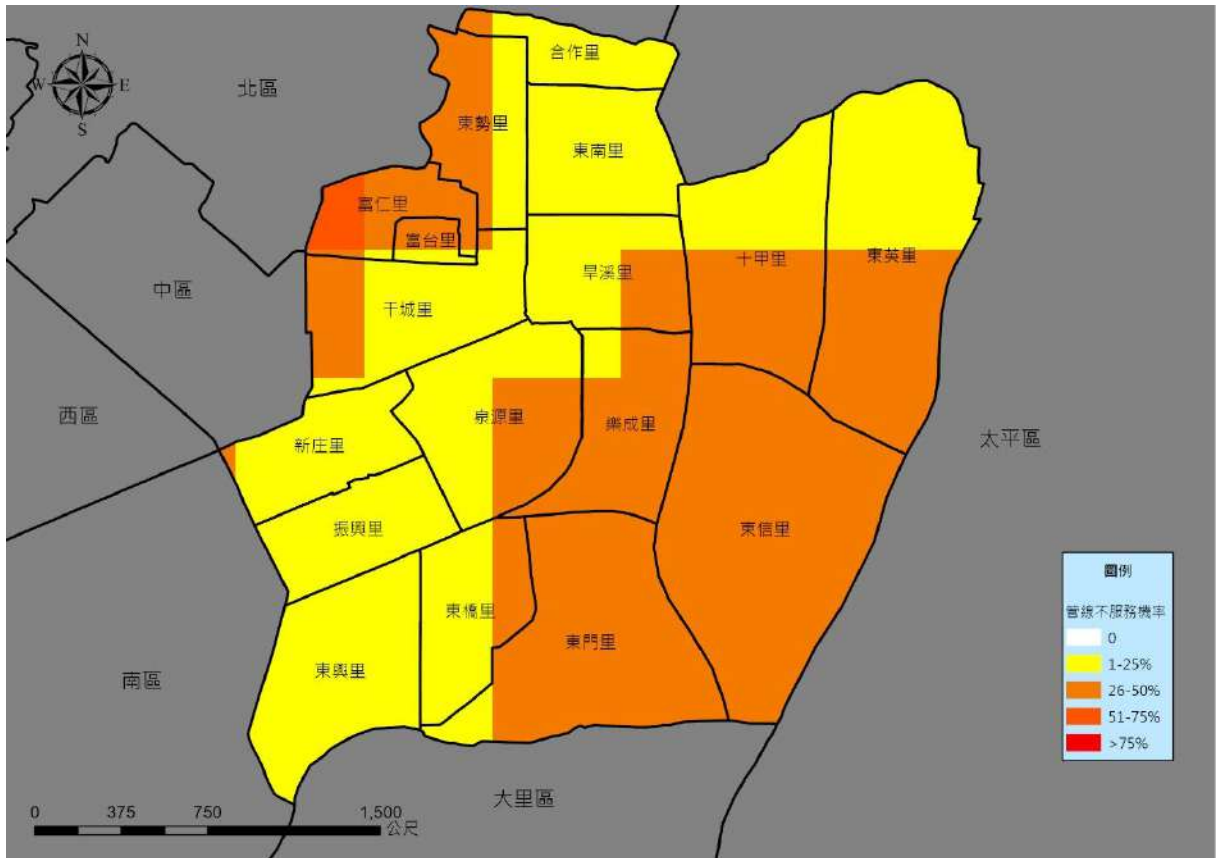 N
W
E
S
北區
合作里
東勢里
東南里
富仁里
富台里
旱溪里
十甲里
東英里
中區
干城里
西區
新庄里
泉源里
樂成里
太平區
振興里
東信里
東橋里
東門里
東興里
南區
大里區
圖例
管線不服務機率
0
1-25%
26-50%
51-75%
>75%
0 375 750 1,500
公尺